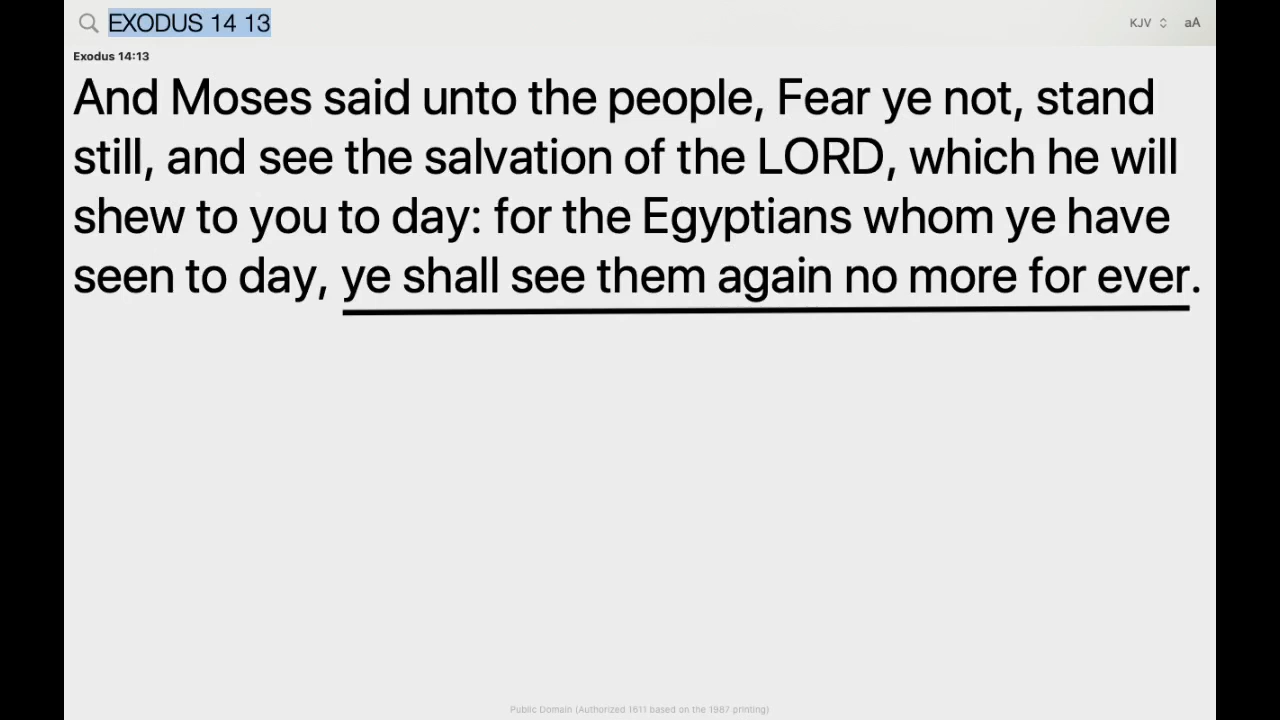 EXODUS 14 13
KJV
aA
Exodus 14:13
And Moses said unto the people, Fear ye not, stand
still, and see the salvation of the LORD, which he will
shew to you to day: for the Egyptians whom ye have
seen to day, ye shall see them again no more for ever.
Public Domain (Authorized 1611 based on the 1987 printing)